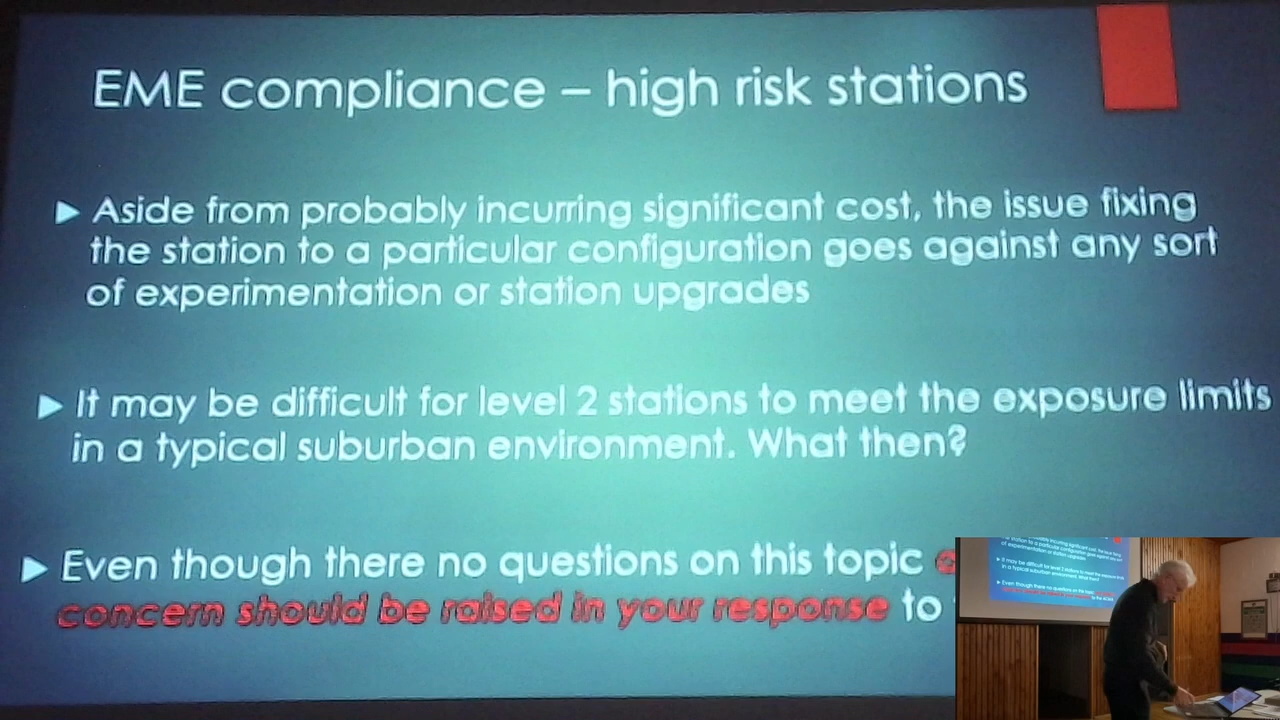 EME compliance – high risk stations
Aside from probably incurring significant cost, the issue fixing
the station to a particular configuration goes against any sort
of experimentation or station upgrades
It may be difficult for level 2 stations to meet the exposure limits
in a typical suburban environment. What then?
Even though there no questions on this topic
concern should be raised in your response to